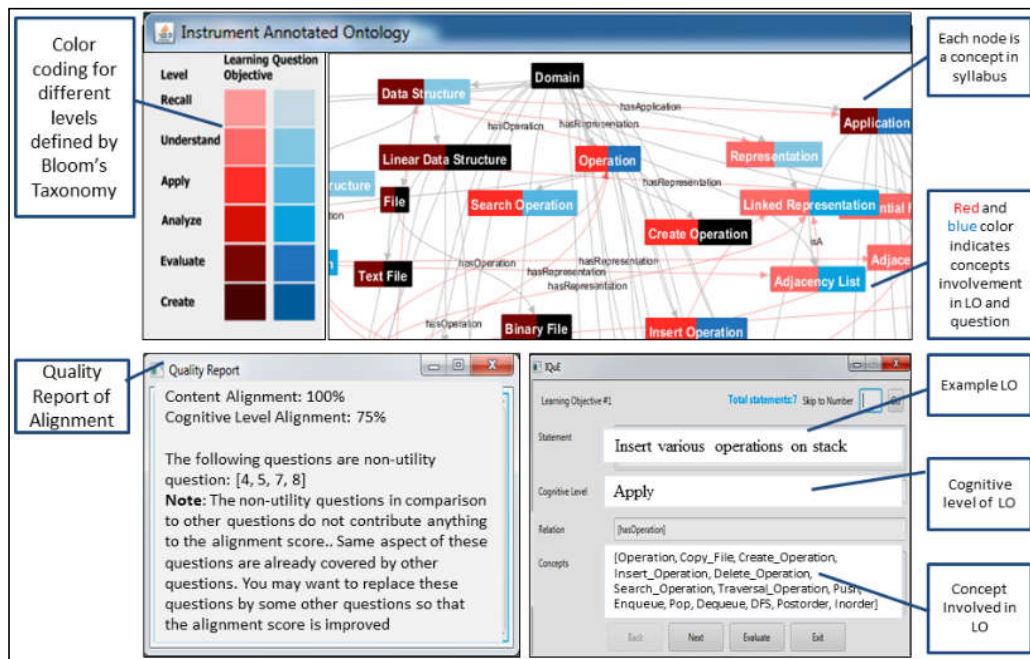 Color
coding for
different
levels
defined by
Bloom's
Taxonomy
Instrument Annotated Ontology
Learning Question
Level Objective
Recall
Understand
Apply
Analyze
Evaluate
Create
Domain
Data Structure
hasApplication
Application
hasOperation
hasRepresentation
Linear Data Structure
Operation
Representation
ructure
hasRepresentation
File
Search Operation
Linked Representation
ential
Create Operation
isA
hasOperation
hasRepresentation
Adjace
Text File
hasRepresentation
hasRepresentation
Adjacency List
hasOperation
Binary File
Insert Operation
Each node is
a concept in
syllabus
Red and
blue color
indicates
concepts
involvement
in LO and
question
Quality
Report of
Alignment
Quality Report
Content Alignment: 100%
Cognitive Level Alignment: 75%
The following questions are non-utility
question: [4, 5, 7, 8]
Note: The non-utility questions in comparison
to other questions do not contribute anything
to the alignment score.. Same aspect of these
questions are already covered by other
questions. You may want to replace these
questions by some other questions so that
the alignment score is improved
IQuE
Learning Objective #1 Total statements:7 Skip to Number Go
Statement
Insert various operations on stack
Cognitive Level Apply
Relation [hasOperation]
Concepts
[Operation, Copy_File, Create_Operation,
Insert_Operation, Delete_Operation,
Search_Operation, Traversal_Operation, Push,
Enqueue, Pop, Dequeue, DFS, Postorder, Inorder]
Back Next Evaluate Exit
Example LO
Cognitive
level of LO
Concept
Involved in
LO